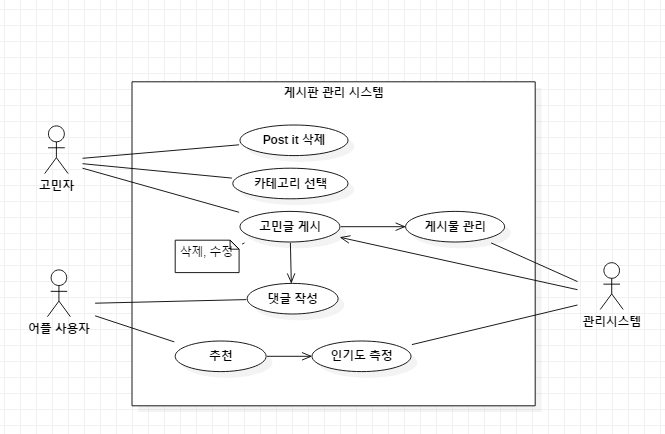 게시판 관리 시스템
Post it 삭제
고민자
카테고리 선택
고민글 게시
게시물 관리
삭제, 수정
댓글 작성
어플 사용자
관리시스템
추천
인기도 측정